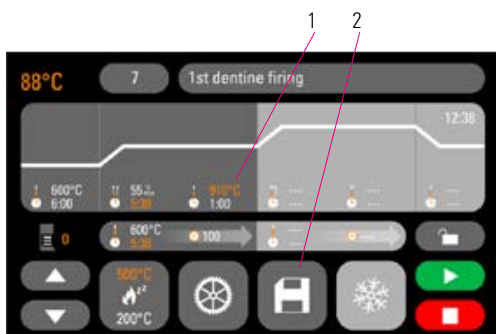 1 2
88°C 7 1st dentine firing
12:38
600°C 55 910°C --- --- ---
6:00 5:38 1:00 --- --- ---
0 600°C 100 --- ---
5:38 ---
500°C
200°C